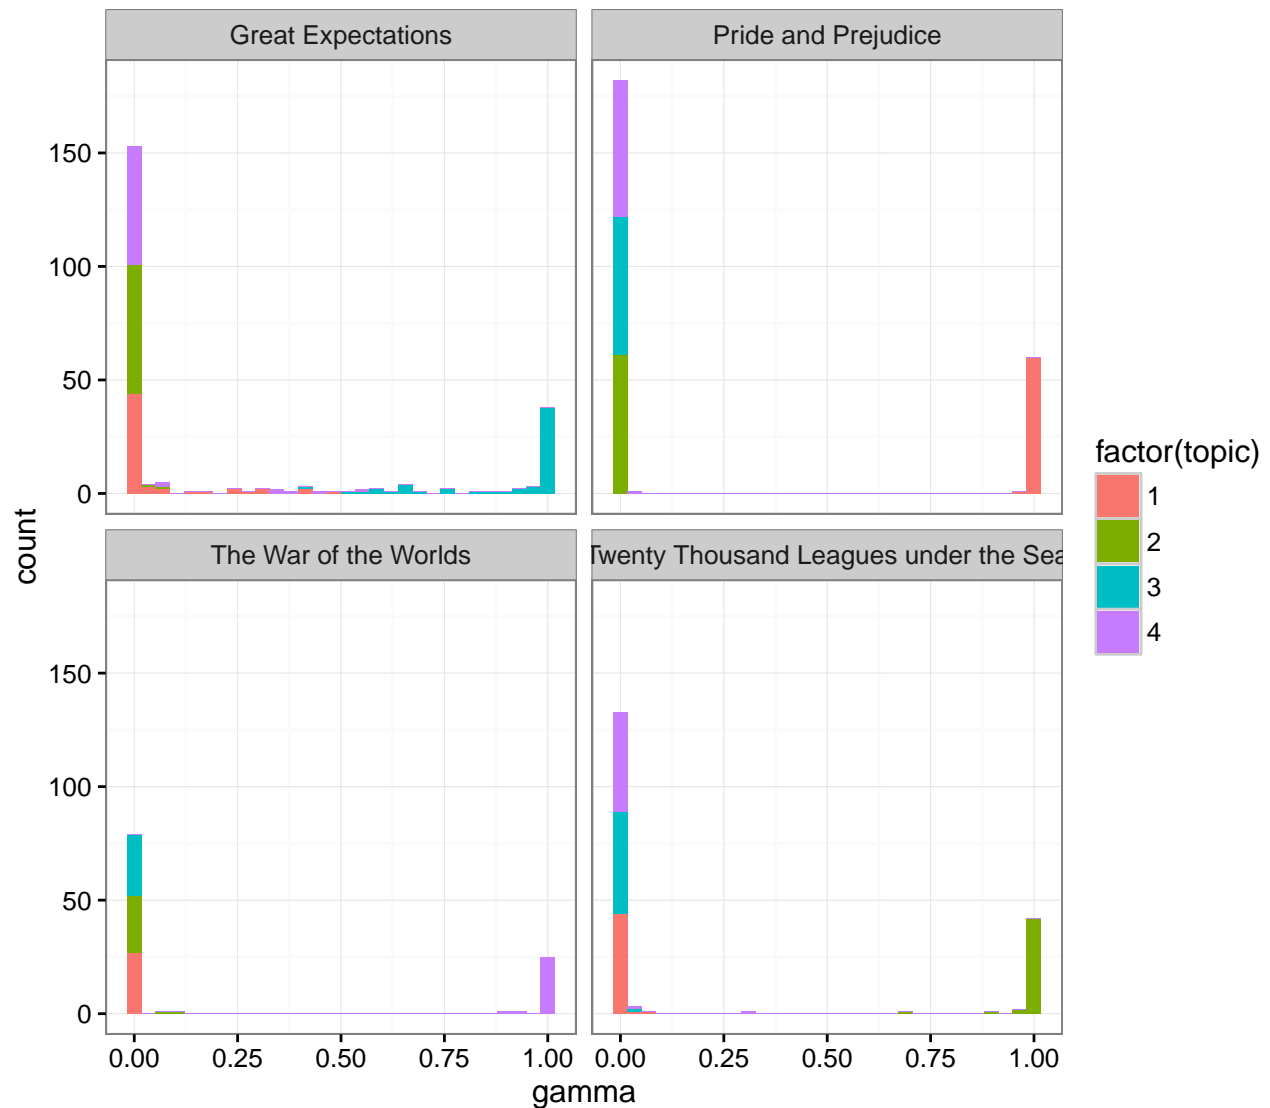 Great Expectations
Pride and Prejudice
150
100
50
0
The War of the Worlds
Twenty Thousand Leagues under the Sea
150
100
50
0
0.00 0.25 0.50 0.75 1.00
0.00 0.25 0.50 0.75 1.00
gamma
count
factor(topic)
1
2
3
4